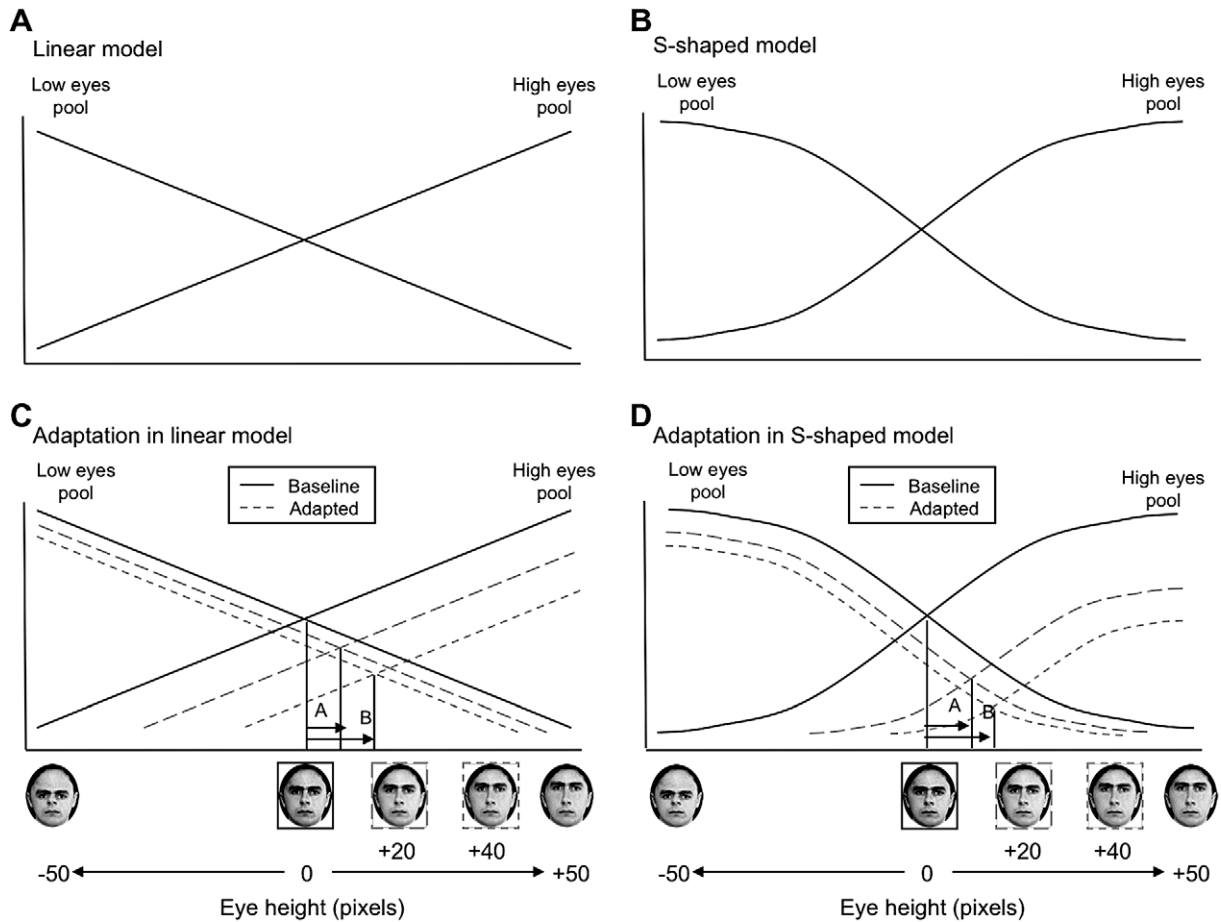 A
Linear model
Low eyes
pool
High eyes
pool
B
S-shaped model
Low eyes
pool
High eyes
pool
C
Adaptation in linear model
Low eyes
pool
Baseline
Adapted
High eyes
pool
A
B
+20
+40
-50
0
+50
Eye height (pixels)
D
Adaptation in S-shaped model
Low eyes
pool
Baseline
Adapted
High eyes
pool
A
B
+20
+40
-50
0
+50
Eye height (pixels)